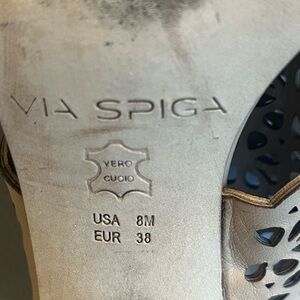 VIA SPIGA
VERO
CUOIO
USA 8M
EUR 38